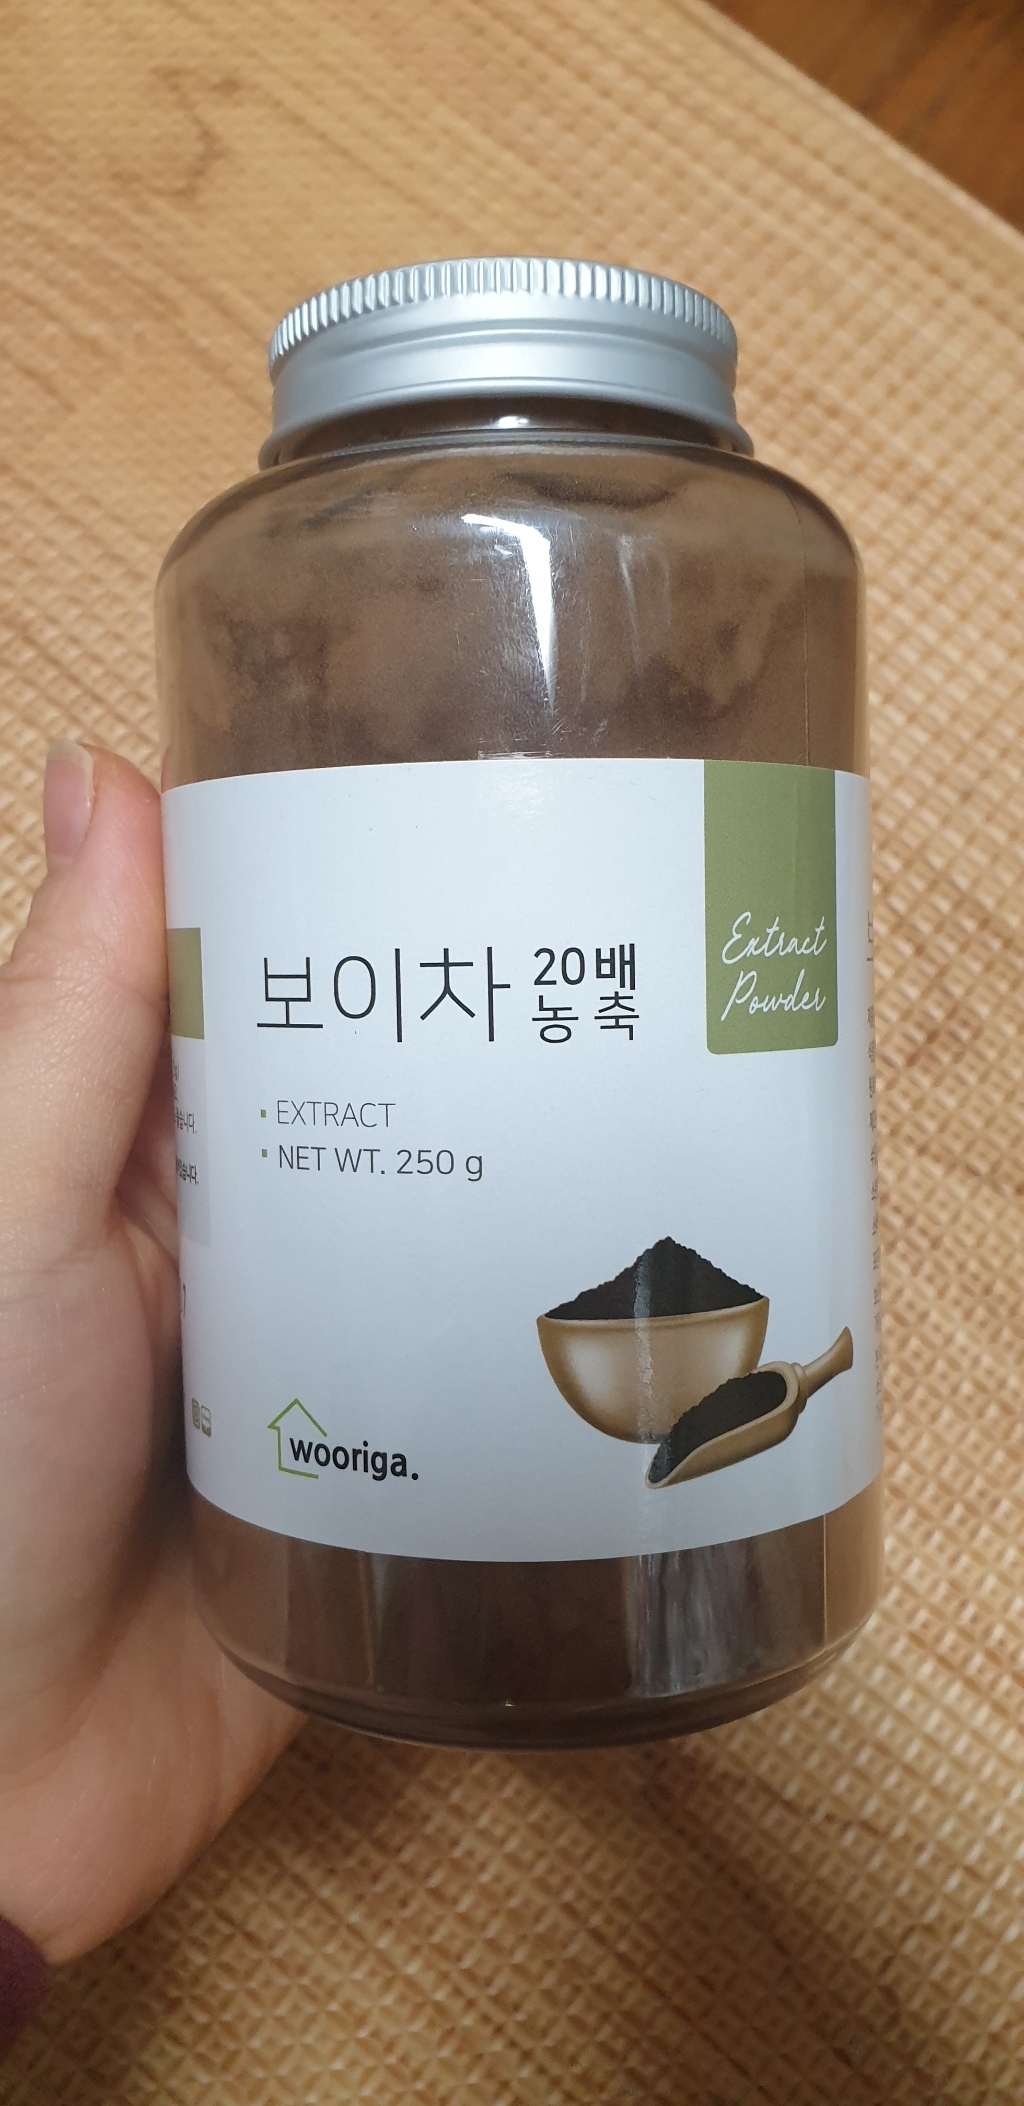 보이차 20배
농축
Extract
Powder
EXTRACT
NET WT. 250 g
wooriga.